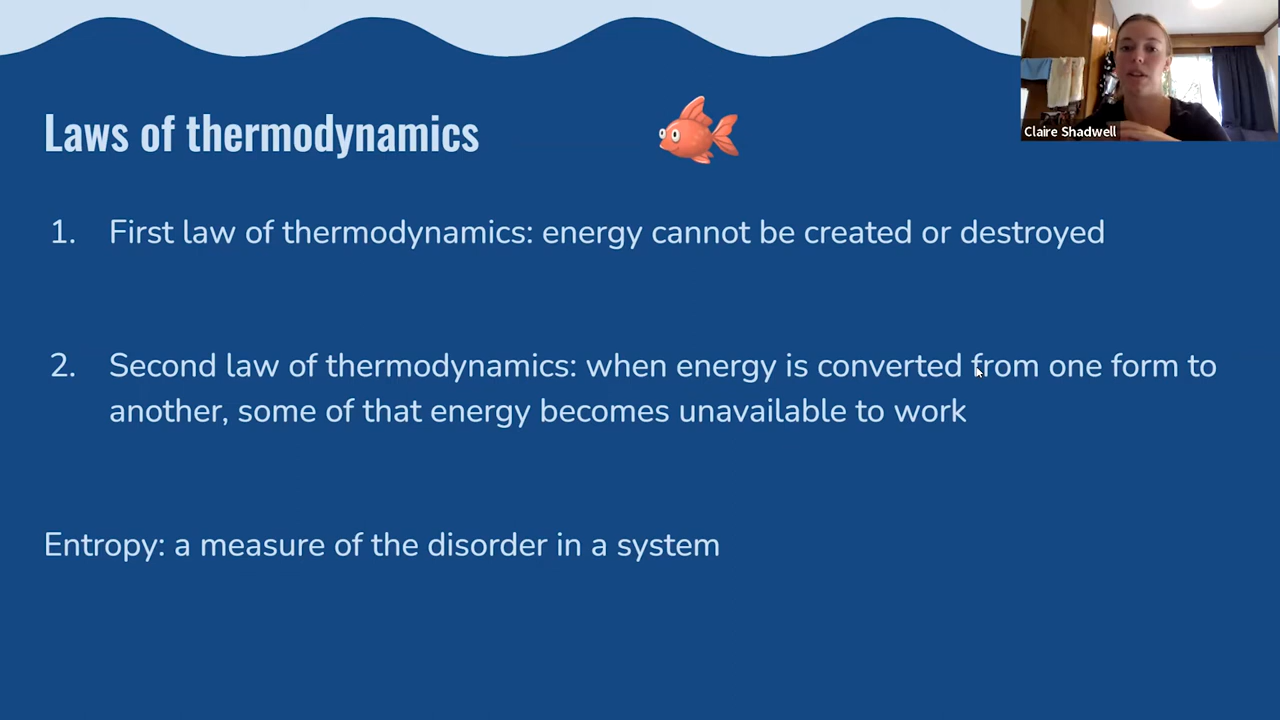 Laws of thermodynamics
Claire Shadwell
1. First law of thermodynamics: energy cannot be created or destroyed
2. Second law of thermodynamics: when energy is converted from one form to
another, some of that energy becomes unavailable to work
Entropy: a measure of the disorder in a system